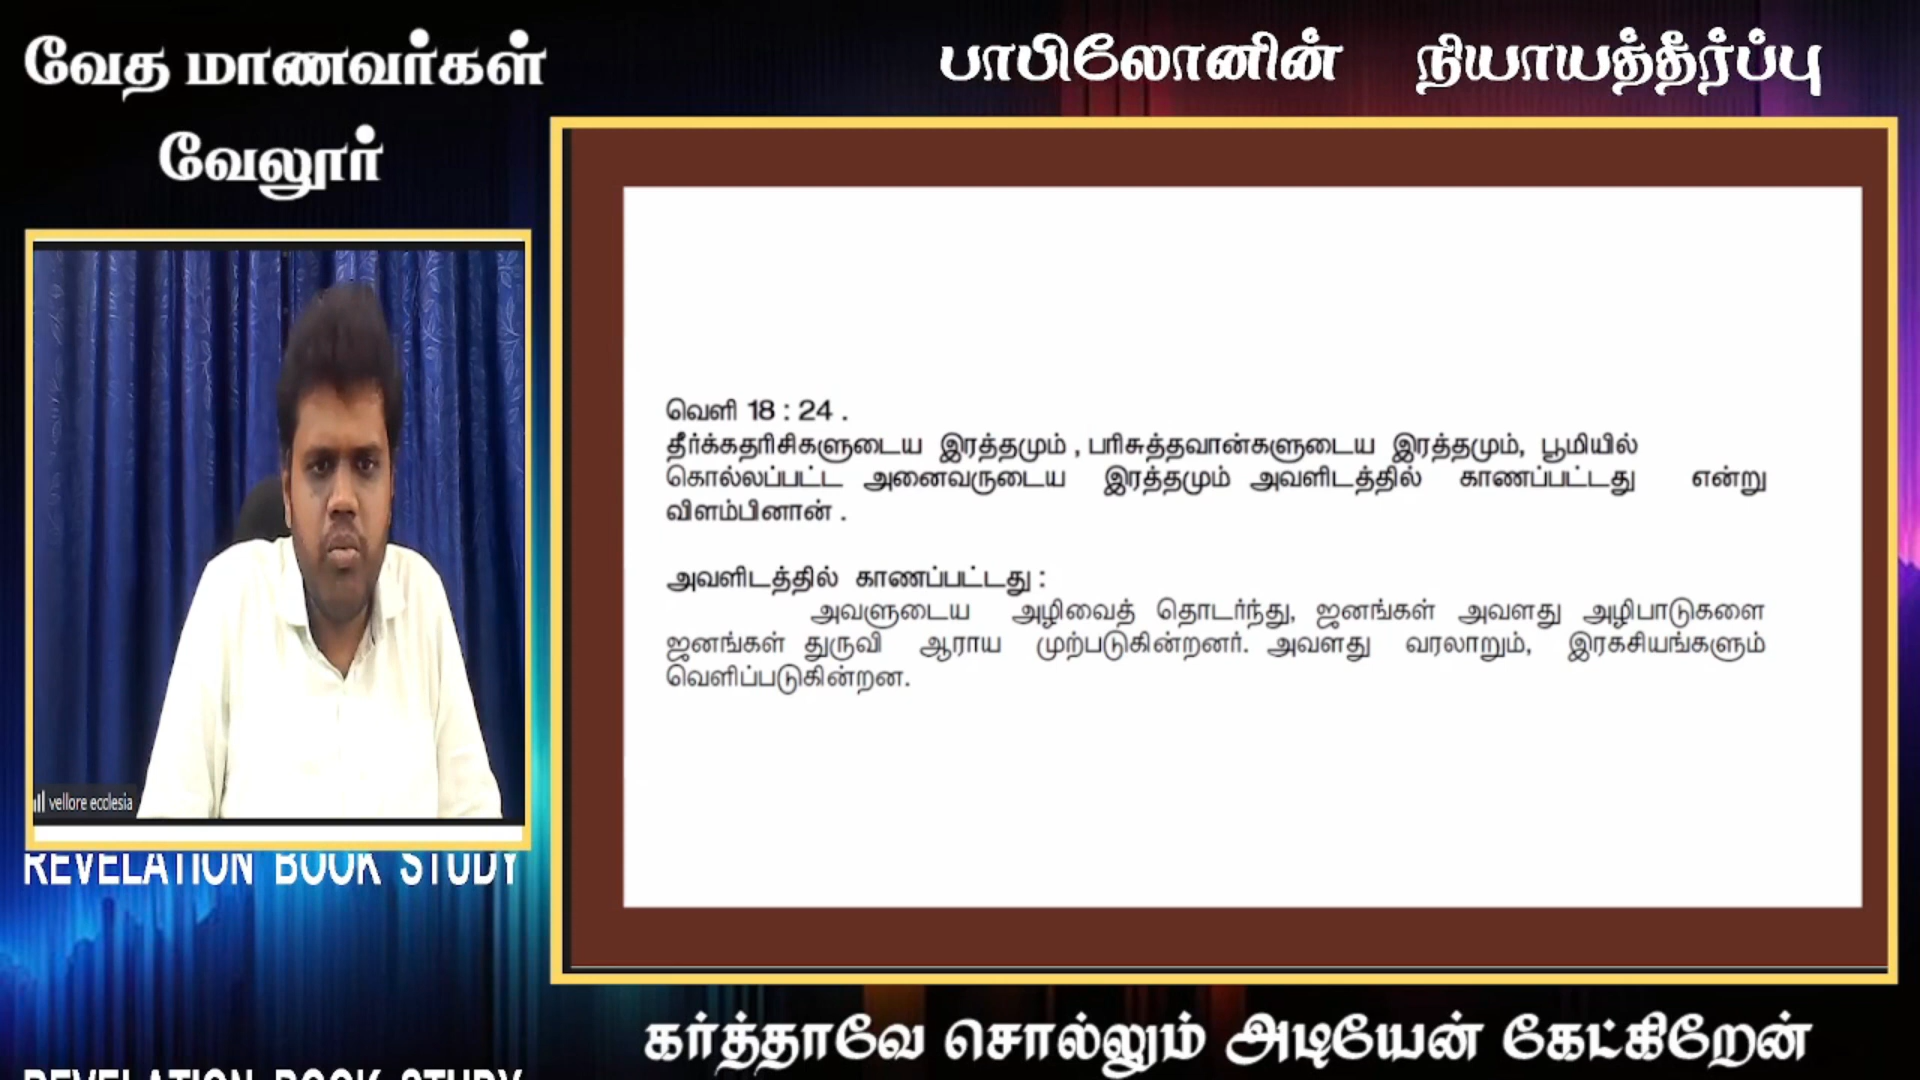 வேத மாணவர்கள்
வேலூர்
பாபிலோனின் நியாயத்தீர்ப்பு
வெளி 18 : 24 .
தீர்க்கதரிசிகளுடைய இரத்தமும் , பரிசுத்தவான்களுடைய இரத்தமும், பூமியில்
கொல்லப்பட்ட அனைவருடைய இரத்தமும் அவளிடத்தில் காணப்பட்டது என்று
விளம்பினான் .
அவளிடத்தில் காணப்பட்டது :
அவளுடைய அழிவைத் தொடர்ந்து, ஜனங்கள் அவளது அழிபாடுகளை
ஜனங்கள் துருவி ஆராய முற்படுகின்றனர். அவளது வரலாறும், இரகசியங்களும்
வெளிப்படுகின்றன.
vellore ecclesia
REVELATION BOOK STUDY
கர்த்தாவே சொல்லும் அடியேன் கேட்கிறேன்
REVELATION BOOK STUDY